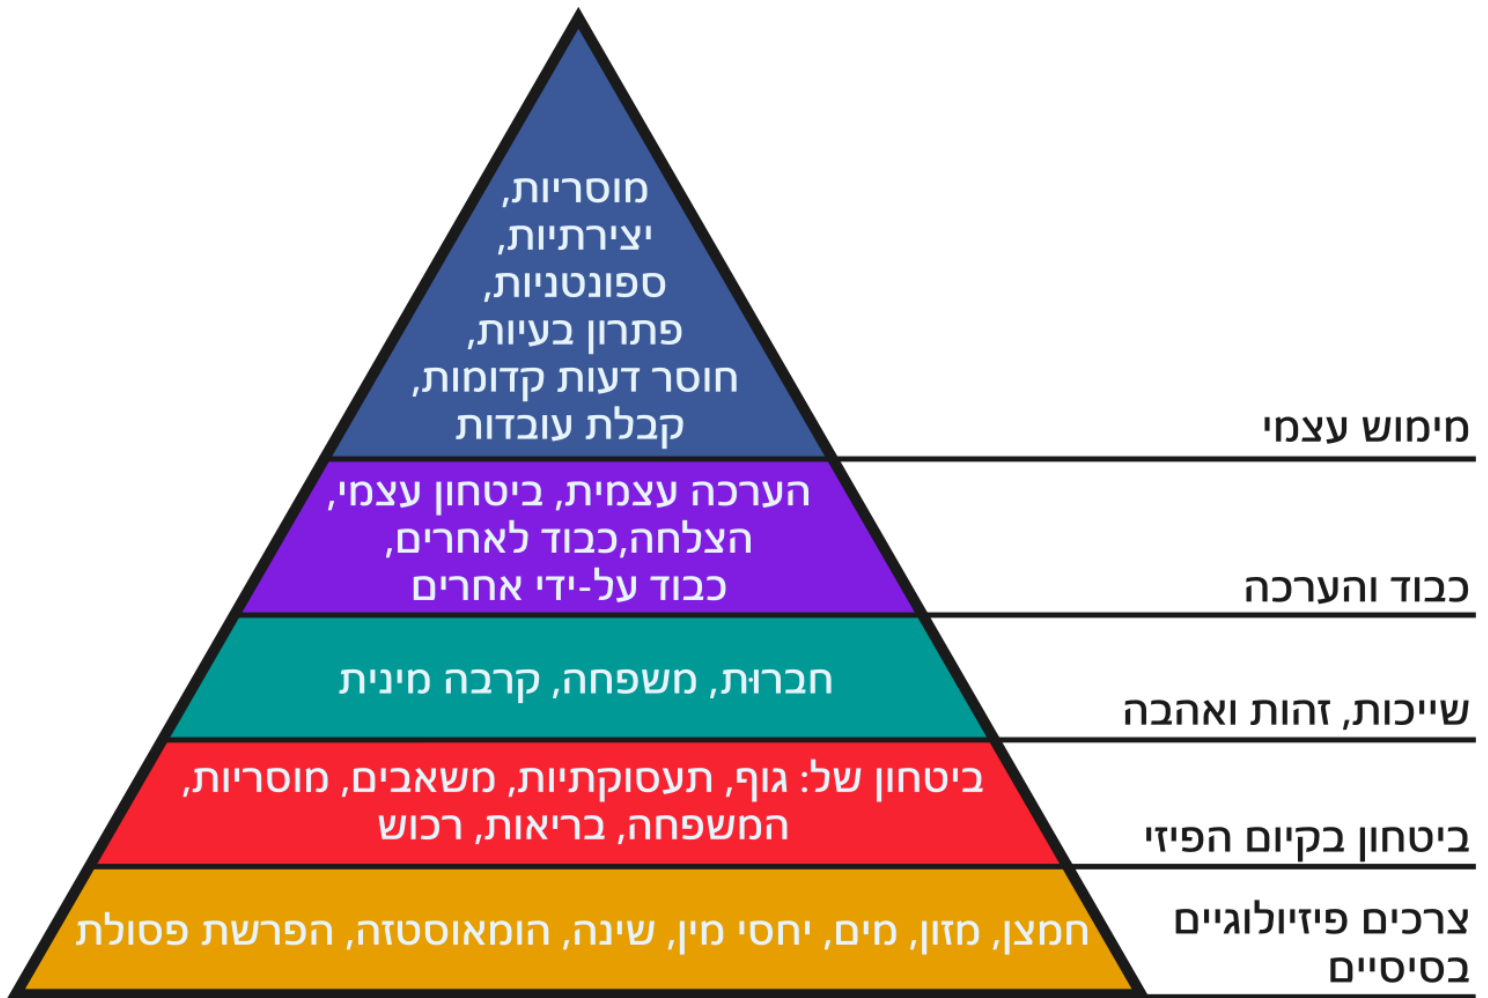 מוסריות,
יצירתיות,
ספונטניות,
פתרון בעיות,
חוסר דעות קדומות,
קבלת עובדות
מימוש עצמי
הערכה עצמית, ביטחון עצמי,
הצלחה,כבוד לאחרים,
כבוד על-ידי אחרים
כבוד והערכה
חברוּת, משפחה, קרבה מינית
שייכות, זהות ואהבה
ביטחון של: גוף, תעסוקתיות, משאבים, מוסריות,
המשפחה, בריאות, רכוש
ביטחון בקיום הפיזי
חמצן, מזון, מים, יחסי מין, שינה, הומאוסטזה, הפרשת פסולת
צרכים פיזיולוגיים
בסיסיים